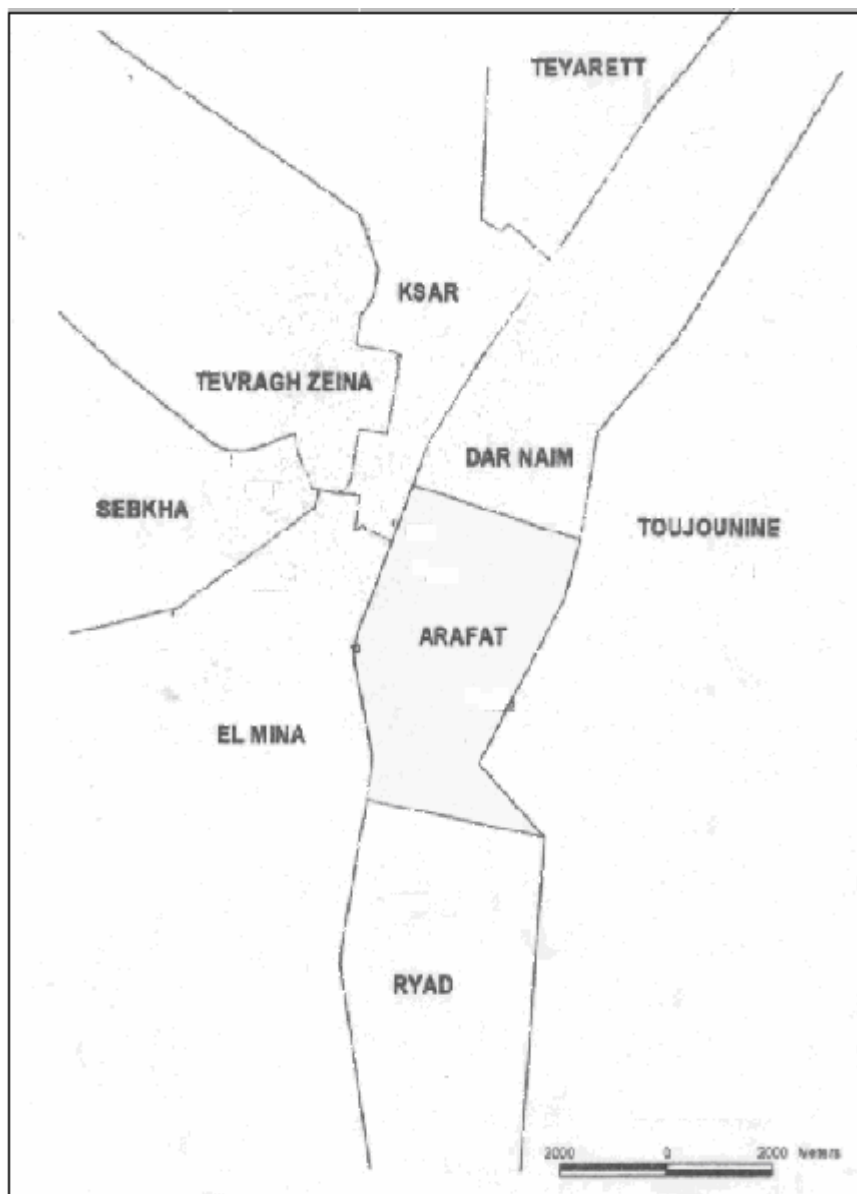 TEYARETT
KSAR
TEVRAGH ZEINA
DAR NAIM
SEBKHA
TOUJOUNINE
ARAFAT
EL MINA
RYAD
2000 0 2000 Meters